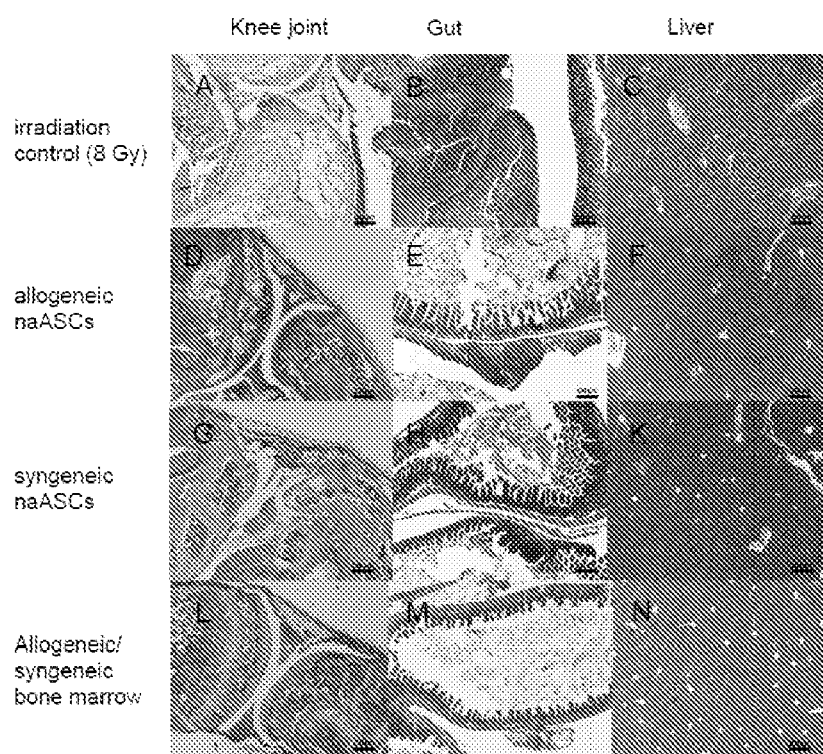 Knee joint Gut Liver
irradiation
control (8 Gy)
A B C
allogeneic
naASCs
D E F
syngeneic
naASCs
G H K
Allogeneic/
syngeneic
bone marrow
L M N